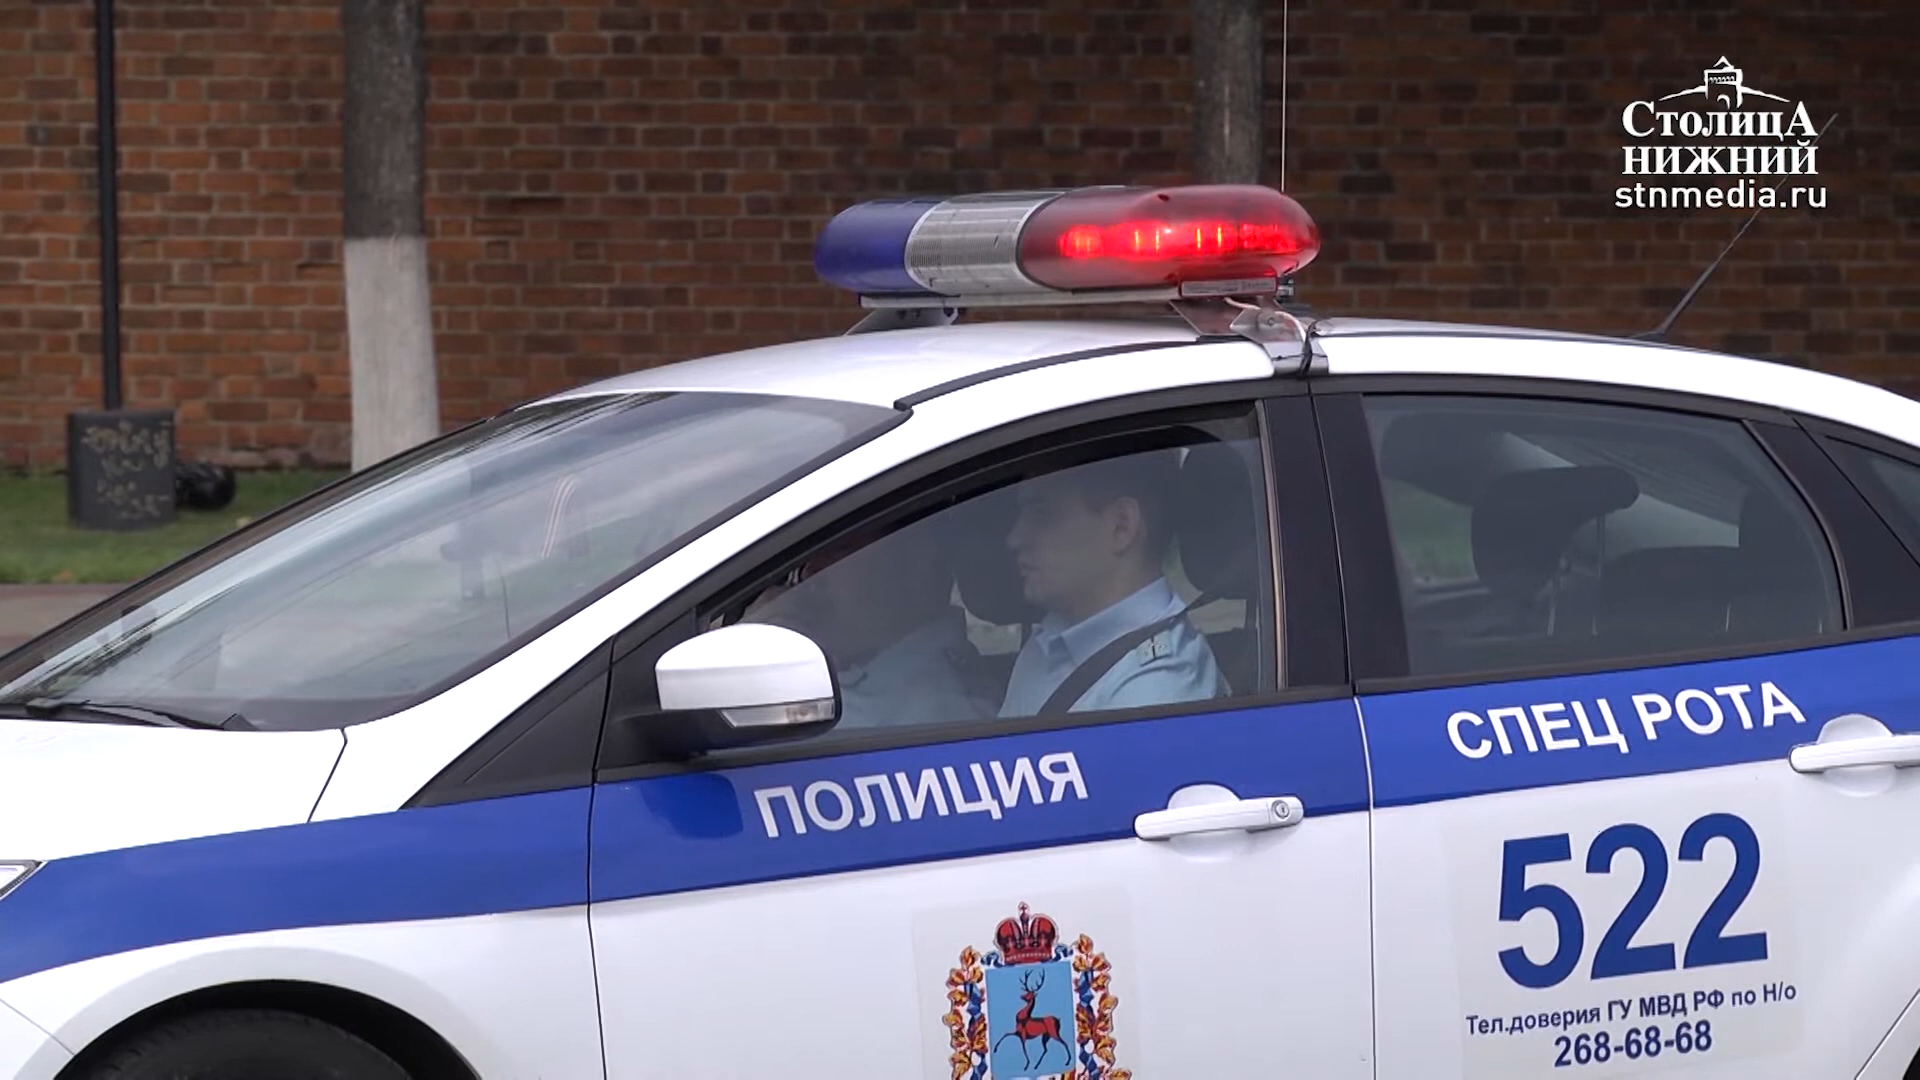 СтолицА
НИЖНИЙ
stnmedia.ru
ПОЛИЦИЯ
СПЕЦ РОТА
522
Тел.доверия ГУ МВД РФ по Н/о
268-68-68